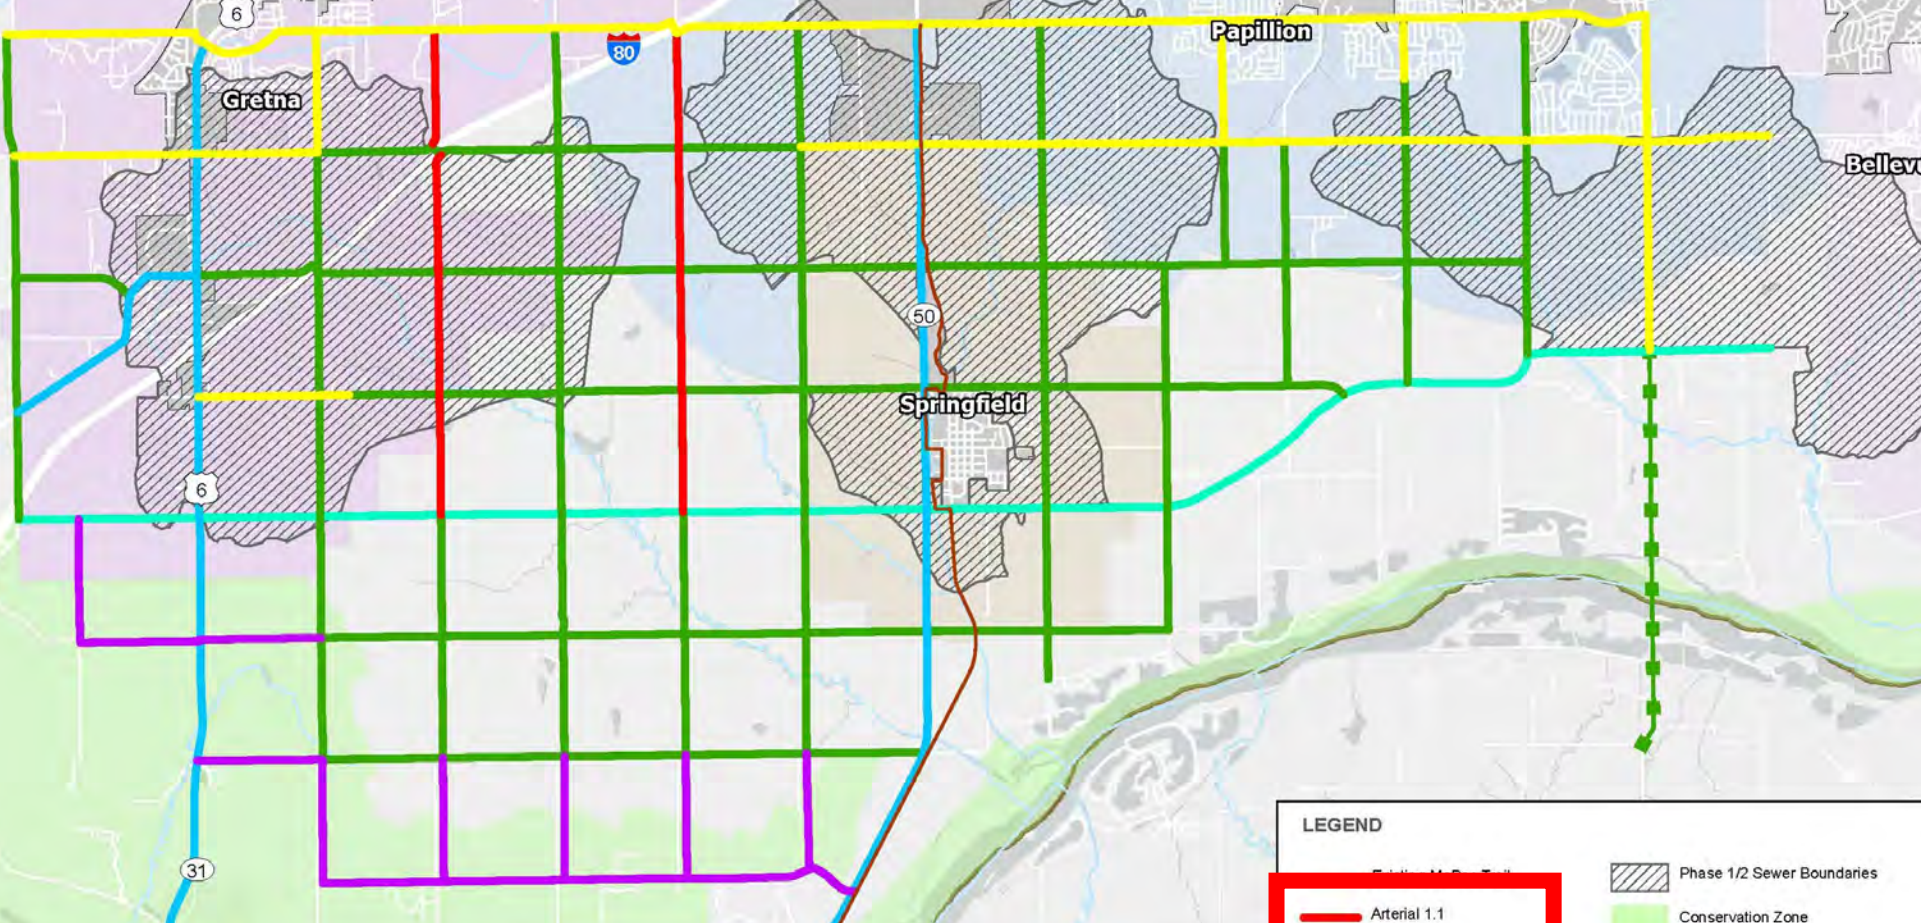 6
80
Papillion
Gretna
Bellevu
50
Springfield
6
31
LEGEND
Phase 1/2 Sewer Boundaries
Arterial 1.1
Conservation Zone